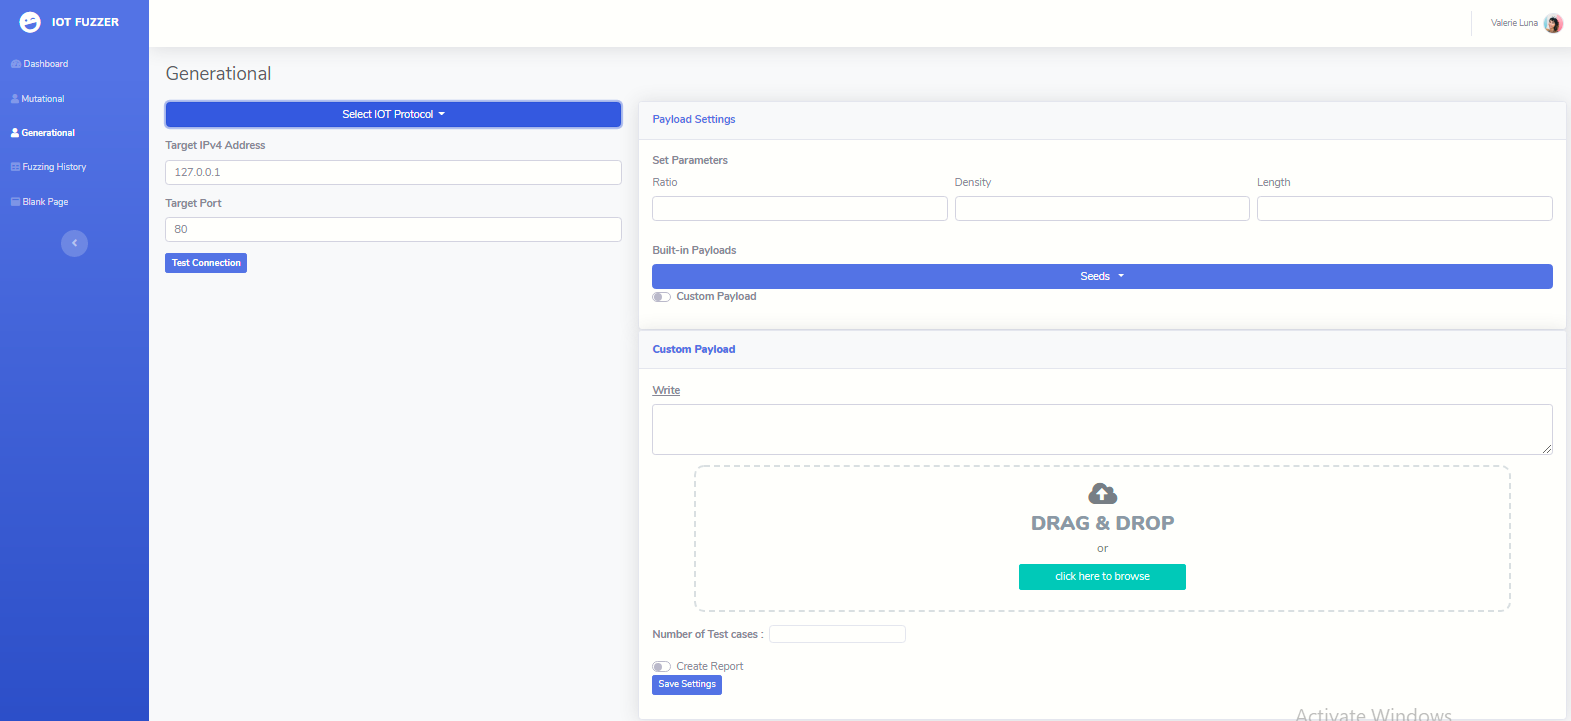 IOT FUZZER
Valerie Luna
Dashboard
Mutational
Generational
Fuzzing History
Blank Page
Generational
Select IOT Protocol
Target IPv4 Address
127.0.0.1
Target Port
80
Test Connection
Payload Settings
Set Parameters
Ratio Density Length
Built-in Payloads
Seeds
Custom Payload
Custom Payload
Write
DRAG & DROP
or
click here to browse
Number of Test cases :
Create Report
Save Settings
Activate Windows